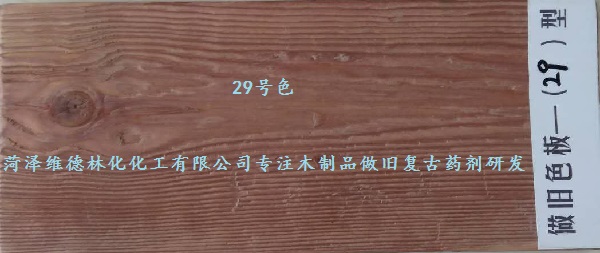 29号色
菏泽维德林化化工有限公司专注木制品做旧复古药剂研发
做旧色板—(29)型